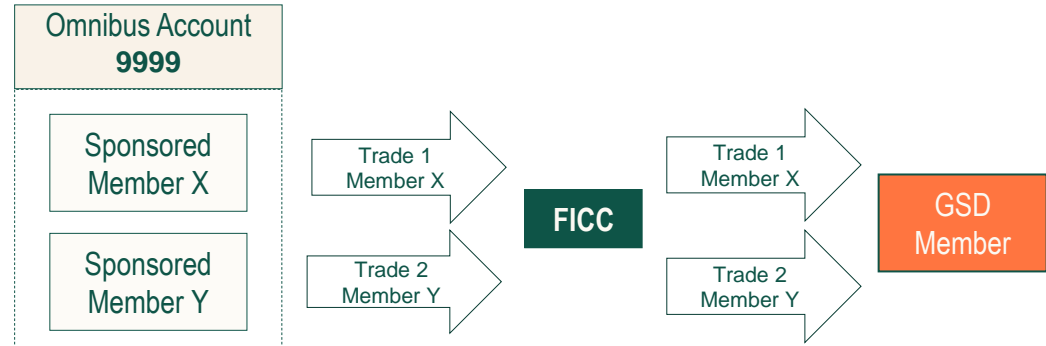 Omnibus Account
9999
Sponsored
Member X
Sponsored
Member Y
Trade 1
Member X
Trade 2
Member Y
FICC
Trade 1
Member X
Trade 2
Member Y
GSD
Member